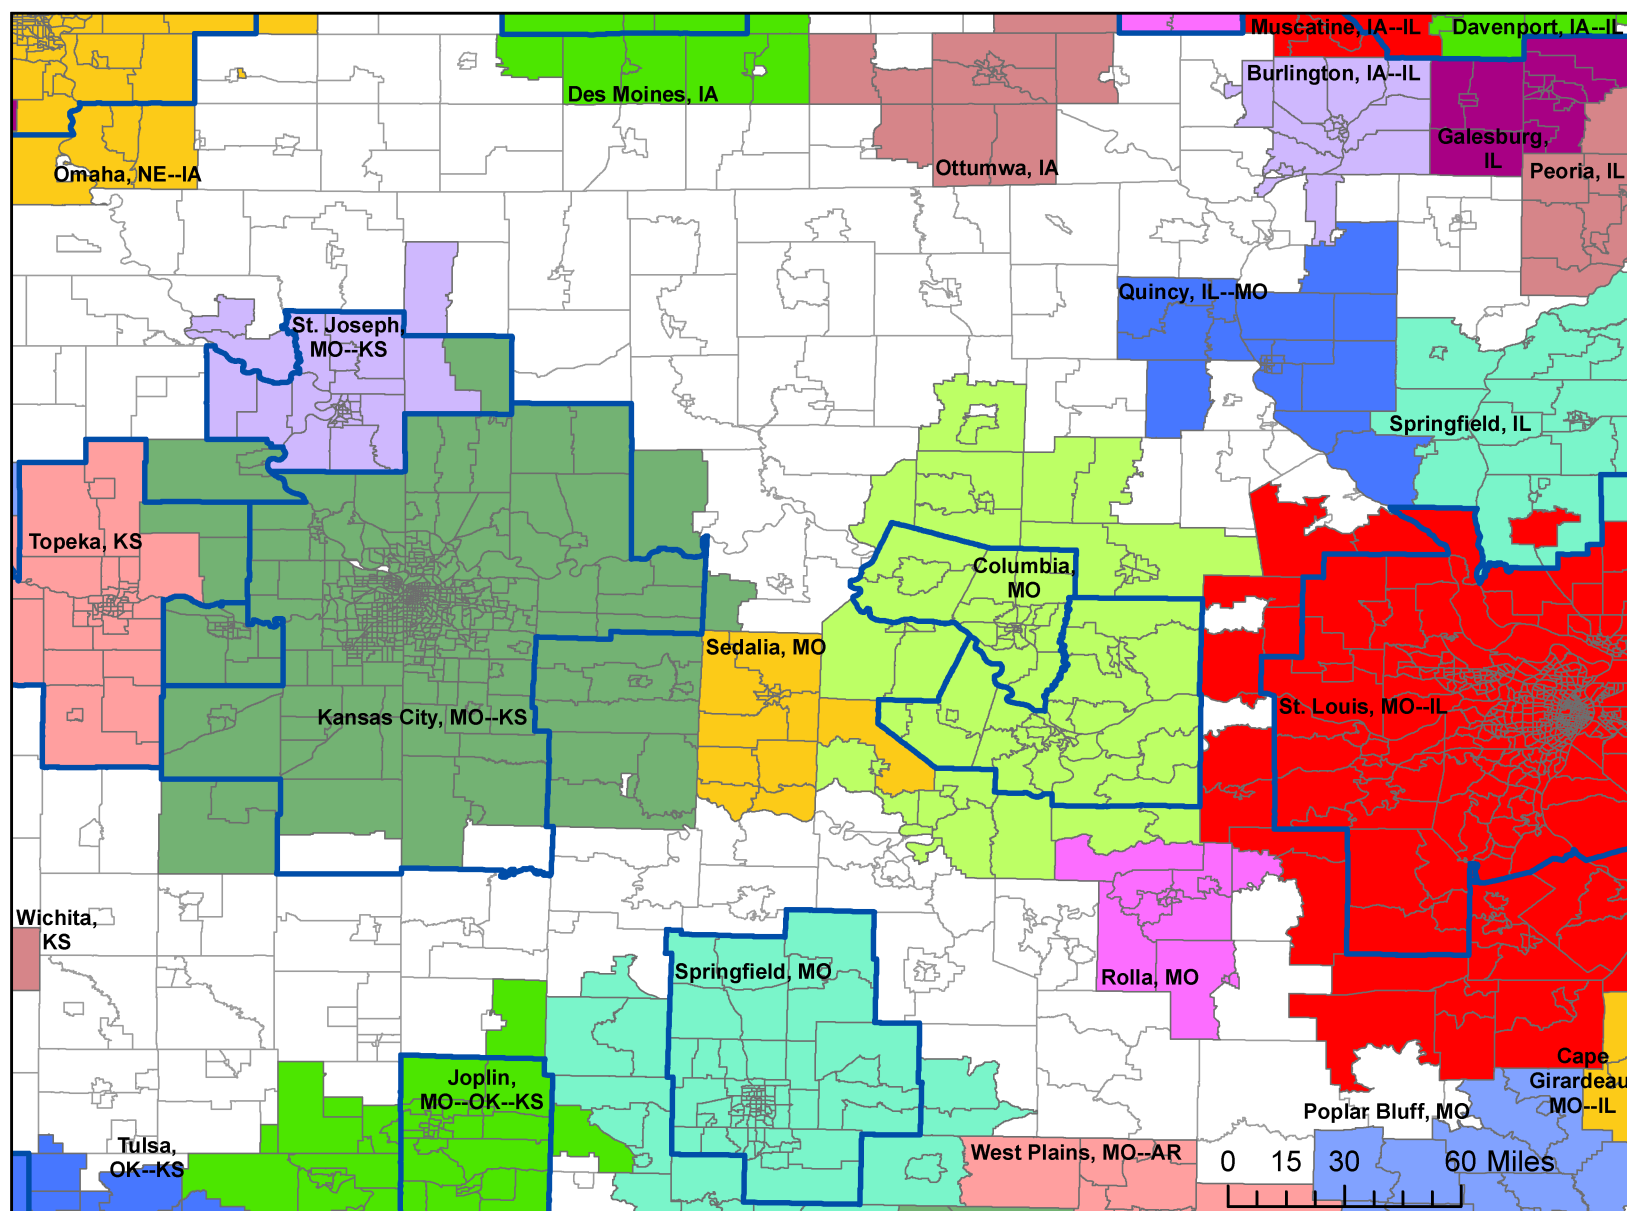 Muscatine, IA--IL
Davenport, IA--IL
Burlington, IA--IL
Des Moines, IA
Galesburg,
IL
Ottumwa, IA
Omaha, NE--IA
Peoria, IL
Quincy, IL--MO
St. Joseph,
MO--KS
Springfield, IL
Topeka, KS
Columbia,
MO
Sedalia, MO
St. Louis, MO--IL
Kansas City, MO--KS
Wichita,
KS
Springfield, MO
Rolla, MO
Cape
Girardeau
MO--IL
Joplin,
MO--OK--KS
Poplar Bluff, MO
Tulsa,
OK--KS
West Plains, MO--AR
0 15 30 60 Miles